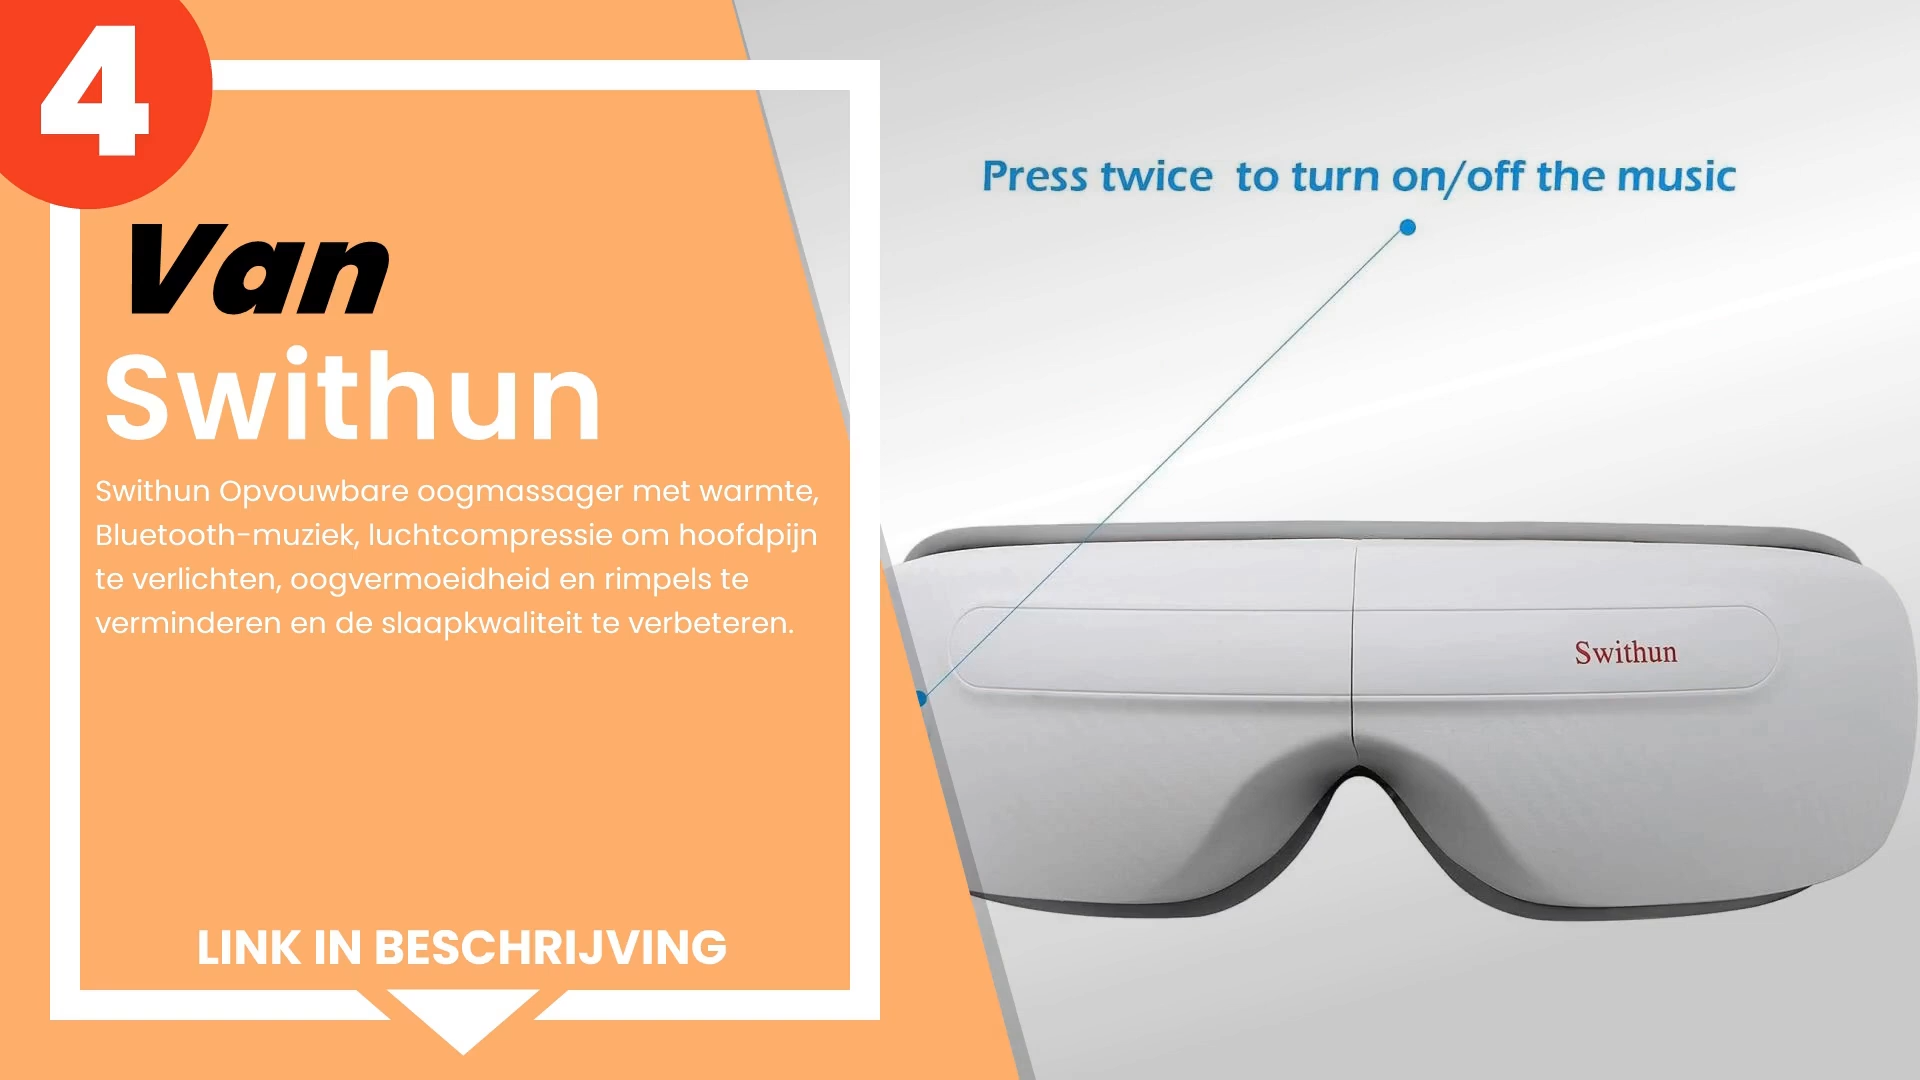 4
Van
Swithun
Swithun Opvouwbare oogmassager met warmte,
Bluetooth-muziek, luchtcompressie om hoofdpijn
te verlichten, oogvermoeidheid en rimpels te
verminderen en de slaapkwaliteit te verbeteren.
LINK IN BESCHRIJVING
Press twice to turn on/off the music
Swithun